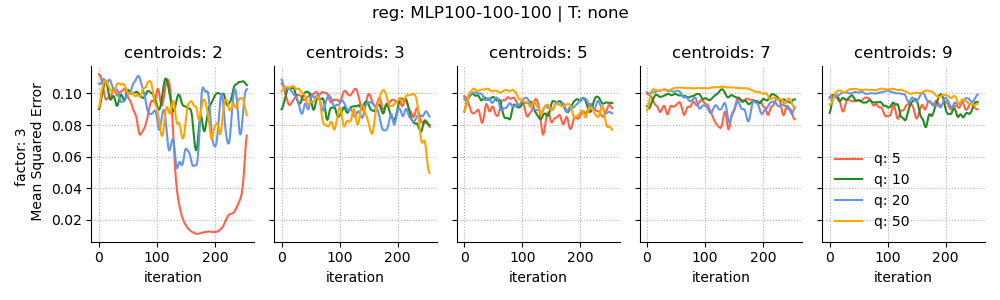 reg: MLP100-100-100 | T: none
centroids: 2
centroids: 3
centroids: 5
centroids: 7
centroids: 9
factor: 3
Mean Squared Error
0.10
0.08
0.06
0.04
0.02
0
100
200
0
100
200
0
100
200
0
100
200
0
100
200
iteration
iteration
iteration
iteration
iteration
q: 5
q: 10
q: 20
q: 50